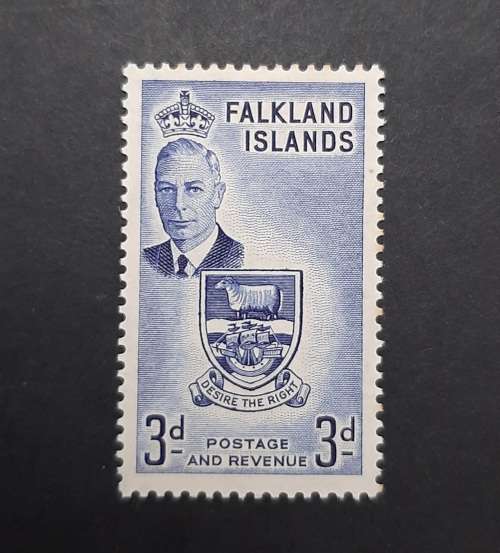 FALKLAND
ISLANDS
DESIRE THE RIGHT
3d
POSTAGE
AND REVENUE
3d